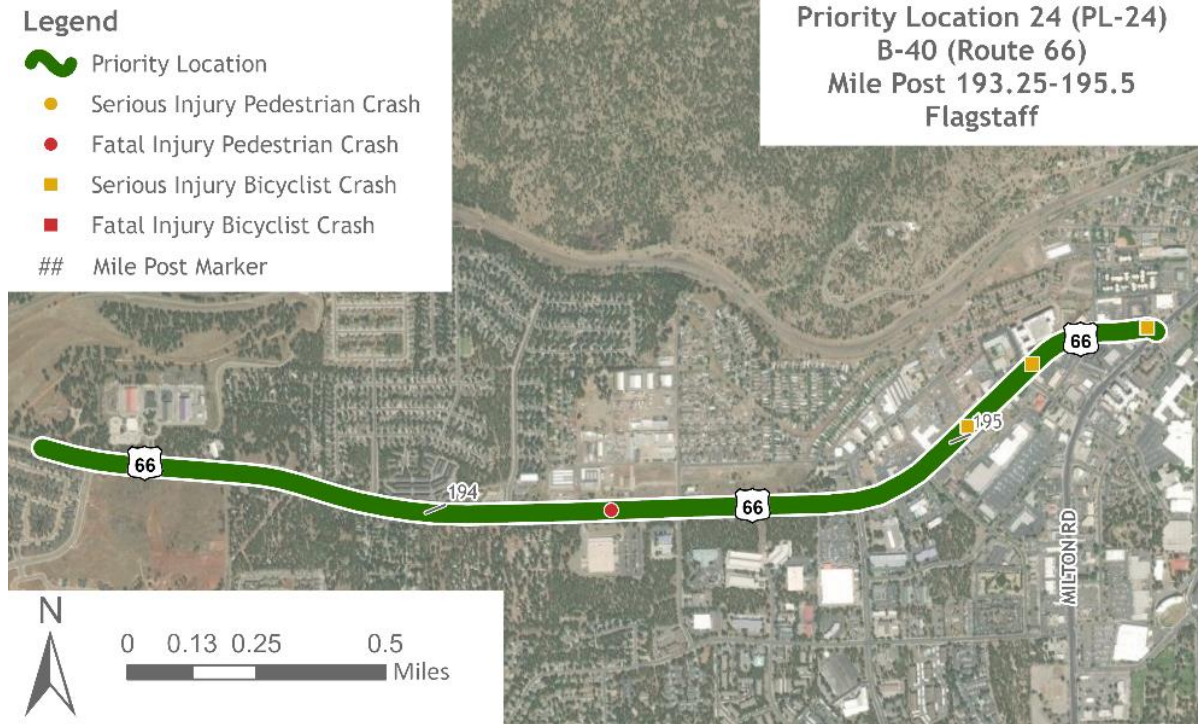 Legend
Priority Location
Serious Injury Pedestrian Crash
Fatal Injury Pedestrian Crash
Serious Injury Bicyclist Crash
Fatal Injury Bicyclist Crash
## Mile Post Marker
Priority Location 24 (PL-24)
B-40 (Route 66)
Mile Post 193.25-195.5
Flagstaff
66
195
66
194
66
MILTON RD
N
0 0.13 0.25 0.5
Miles